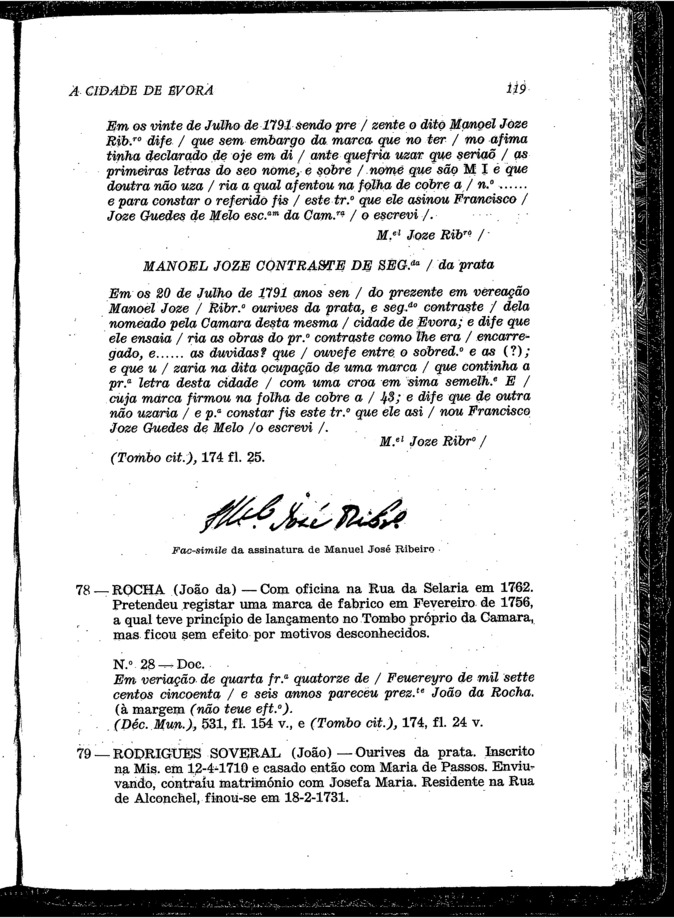 A CIDADE DE ÉVORA 119
Em os vinte de Julho de 1791 sendo pre / zente o dito Manoel Joze
Rib.ʳᵒ dife / que sem embargo da marca que no ter / mo afima
tinha declarado de oje em di / ante quefria uzar que seriaõ / as
primeiras letras do seo nome, e sobre / nome que são M I e que
doutra não uza / ria a qual afentou na folha de cobre a / n.º ......
e para constar o referido fis / este tr.º que ele asinou Francisco /
Joze Guedes de Melo esc.ᵃᵐ da Cam.ʳᵃ / o escrevi /.
M.ᵉˡ Joze Ribʳᵒ /
MANOEL JOZE CONTRASTE DE SEG.ᵈᵃ / da prata
Em os 20 de Julho de 1791 anos sen / do prezente em vereação
Manoel Joze / Ribr.º ourives da prata, e seg.ᵈᵒ contraste / dela
nomeado pela Camara desta mesma / cidade de Evora; e dife que
ele ensaia / ria as obras do pr.º contraste como lhe era / encarre-
gado, e...... as duvidas? que / ouvefe entre o sobred.º e as (?);
e que u / zaria na dita ocupação de uma marca / que continha a
pr.ª letra desta cidade / com uma croa em sima semelh.ᵉ E /
cuja marca firmou na folha de cobre a / 43; e dife que de outra
não uzaria / e p.ª constar fis este tr.º que ele asi / nou Francisco
Joze Guedes de Melo /o escrevi /.
M.ᵉˡ Joze Ribrº /
(Tombo cit.), 174 fl. 25.
Mel. José Ribr.º
Fac-simile da assinatura de Manuel José Ribeiro
78 — ROCHA (João da) — Com oficina na Rua da Selaria em 1762.
Pretendeu registar uma marca de fabrico em Fevereiro de 1756,
a qual teve princípio de lançamento no Tombo próprio da Camara,
mas ficou sem efeito por motivos desconhecidos.
N.º 28 — Doc.
Em veriação de quarta fr.ª quatorze de / Feuereyro de mil sette
centos cincoenta / e seis annos pareceu prez.ᵗᵉ João da Rocha.
(à margem (não teue eft.º).
(Déc. Mun.), 531, fl. 154 v., e (Tombo cit.), 174, fl. 24 v.
79 — RODRIGUES SOVERAL (João) — Ourives da prata. Inscrito
na Mis. em 12-4-1710 e casado então com Maria de Passos. Enviu-
vando, contraíu matrimónio com Josefa Maria. Residente na Rua
de Alconchel, finou-se em 18-2-1731.